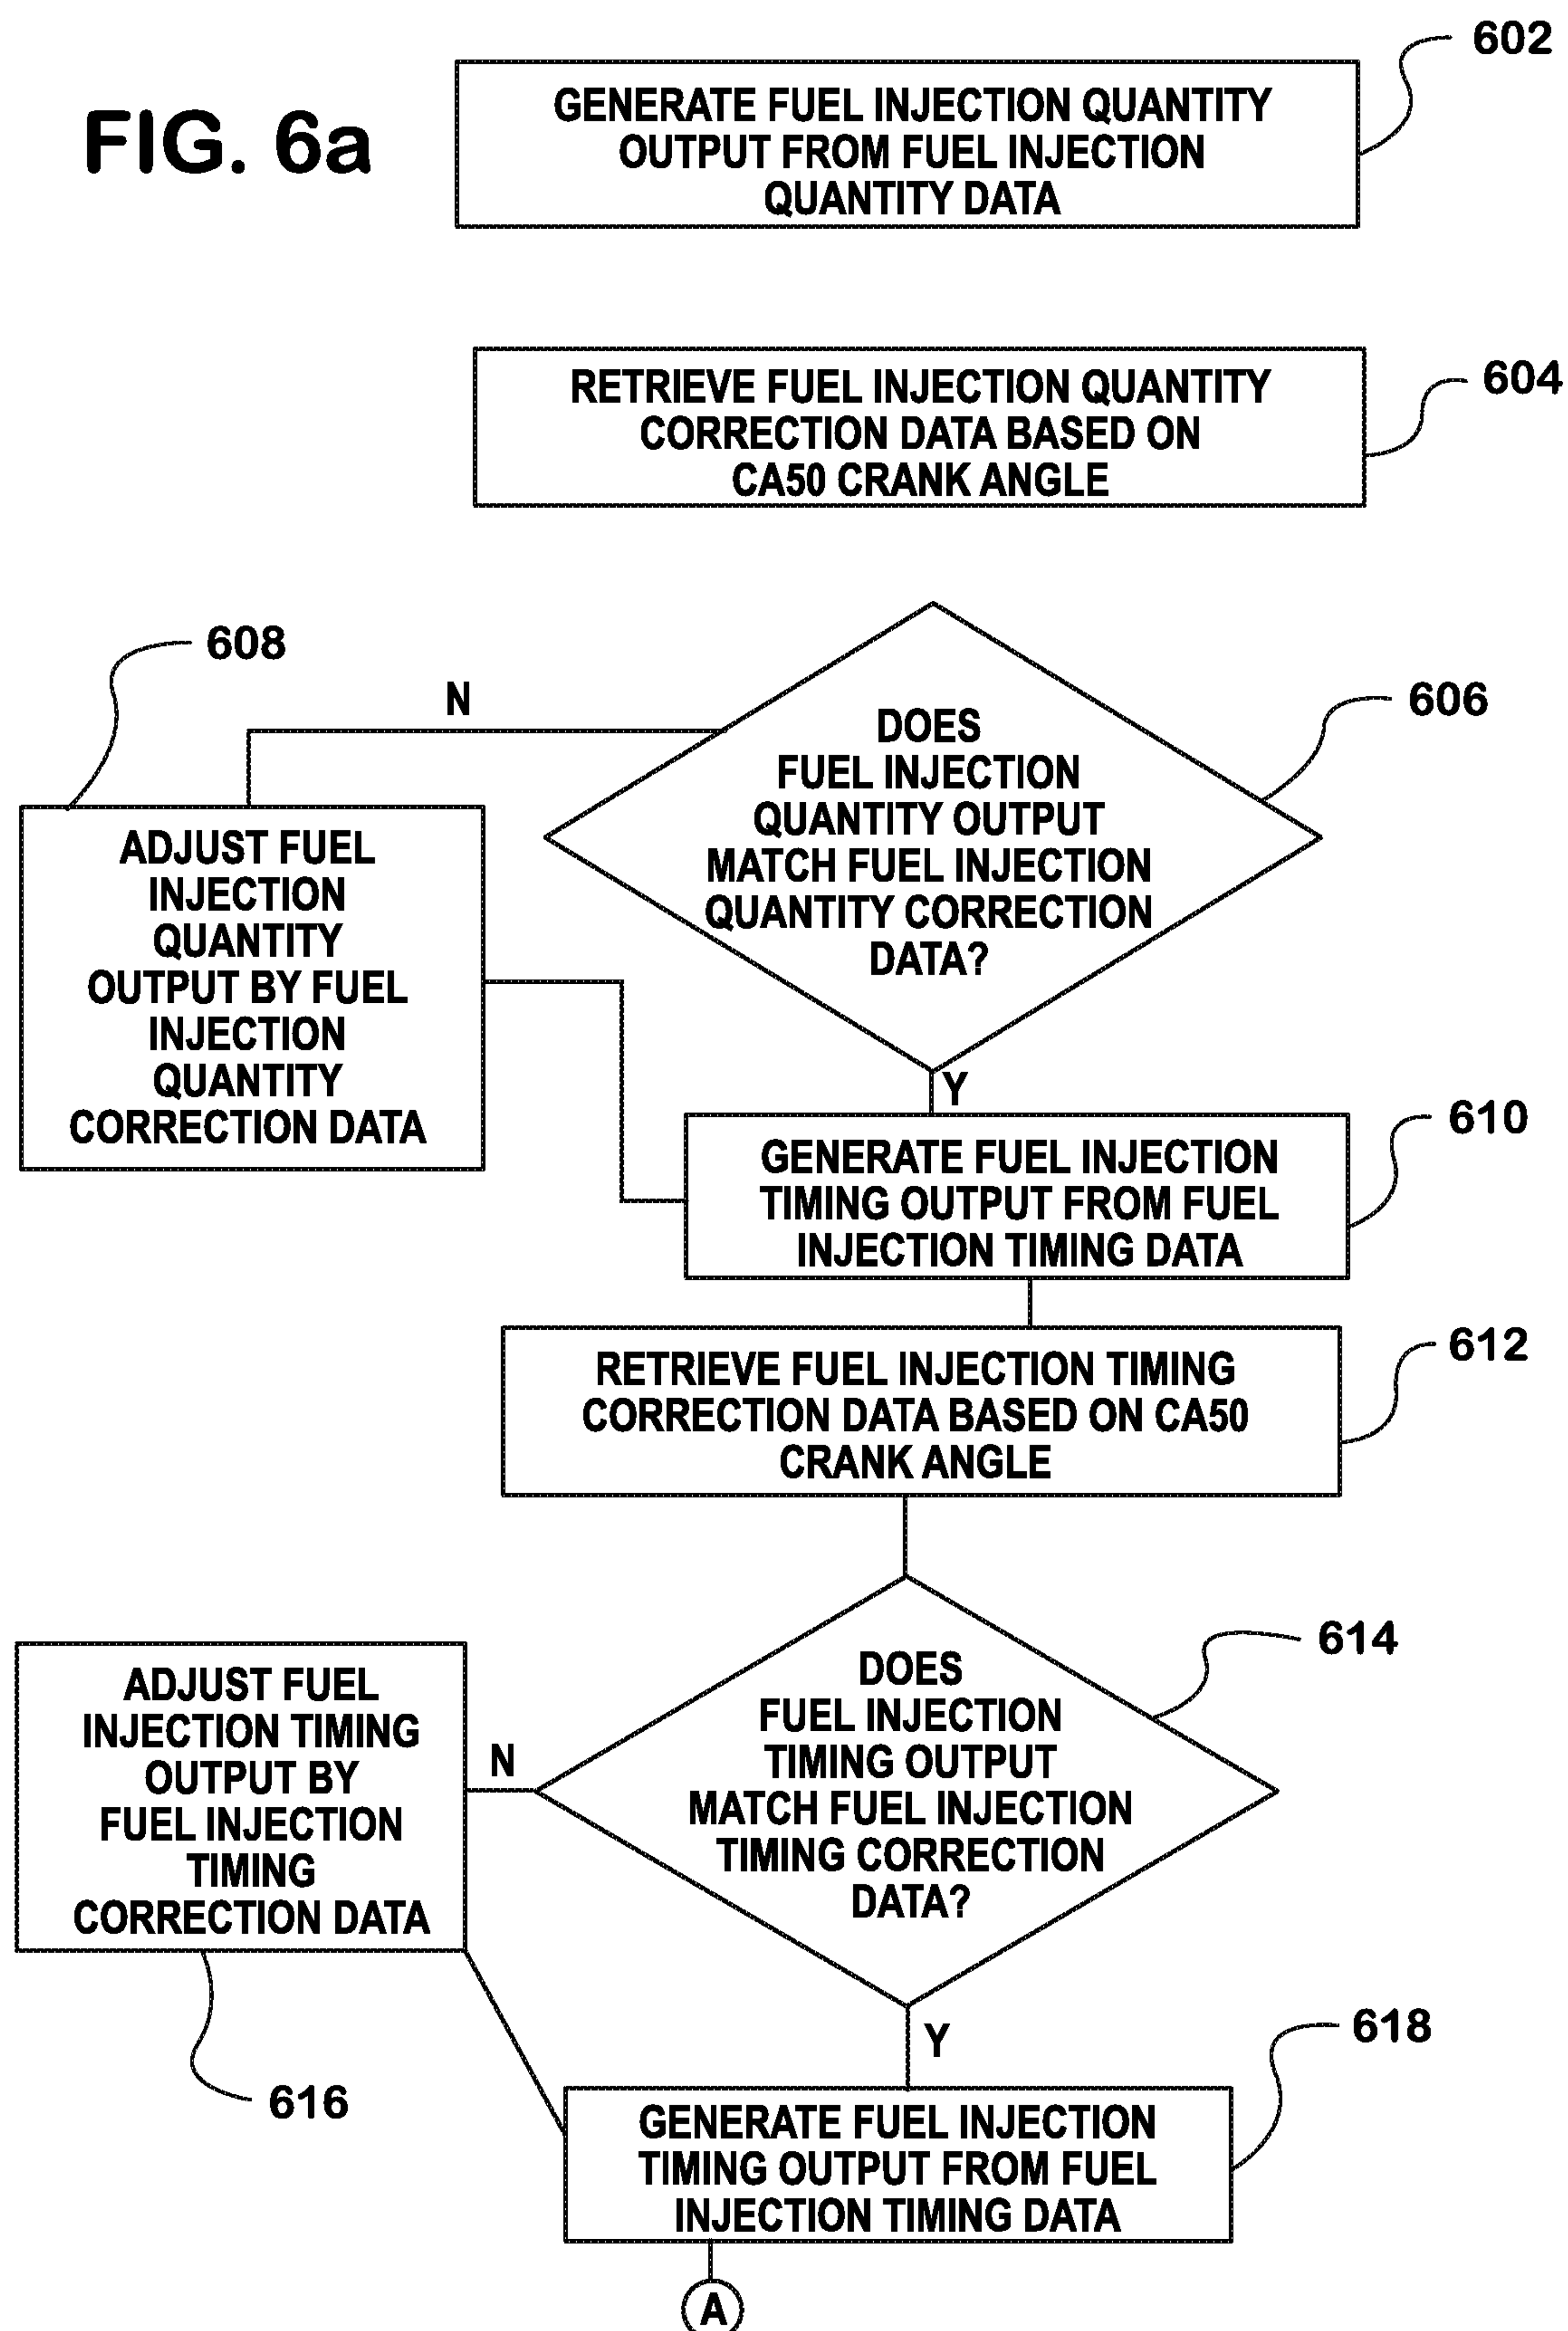 FIG. 6a
602
GENERATE FUEL INJECTION QUANTITY
OUTPUT FROM FUEL INJECTION
QUANTITY DATA
604
RETRIEVE FUEL INJECTION QUANTITY
CORRECTION DATA BASED ON
CA50 CRANK ANGLE
608
N
606
DOES
FUEL INJECTION
QUANTITY OUTPUT
MATCH FUEL INJECTION
QUANTITY CORRECTION
DATA?
ADJUST FUEL
INJECTION
QUANTITY
OUTPUT BY FUEL
INJECTION
QUANTITY
CORRECTION DATA
Y
610
GENERATE FUEL INJECTION
TIMING OUTPUT FROM FUEL
INJECTION TIMING DATA
612
RETRIEVE FUEL INJECTION TIMING
CORRECTION DATA BASED ON CA50
CRANK ANGLE
614
DOES
FUEL INJECTION
TIMING OUTPUT
MATCH FUEL INJECTION
TIMING CORRECTION
DATA?
N
ADJUST FUEL
INJECTION TIMING
OUTPUT BY
FUEL INJECTION
TIMING
CORRECTION DATA
616
Y
618
GENERATE FUEL INJECTION
TIMING OUTPUT FROM FUEL
INJECTION TIMING DATA
A